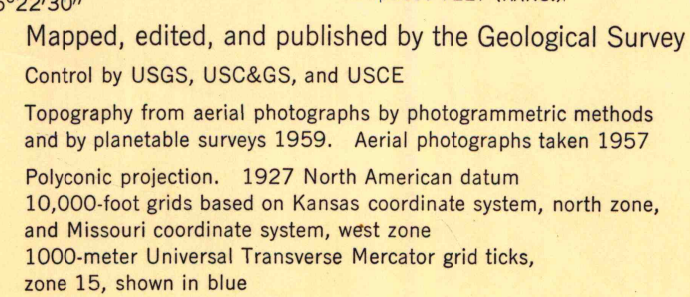 22'30"
Mapped, edited, and published by the Geological Survey
Control by USGS, USC&GS, and USCE
Topography from aerial photographs by photogrammetric methods
and by planetable surveys 1959. Aerial photographs taken 1957
Polyconic projection. 1927 North American datum
10,000-foot grids based on Kansas coordinate system, north zone,
and Missouri coordinate system, west zone
1000-meter Universal Transverse Mercator grid ticks,
zone 15, shown in blue